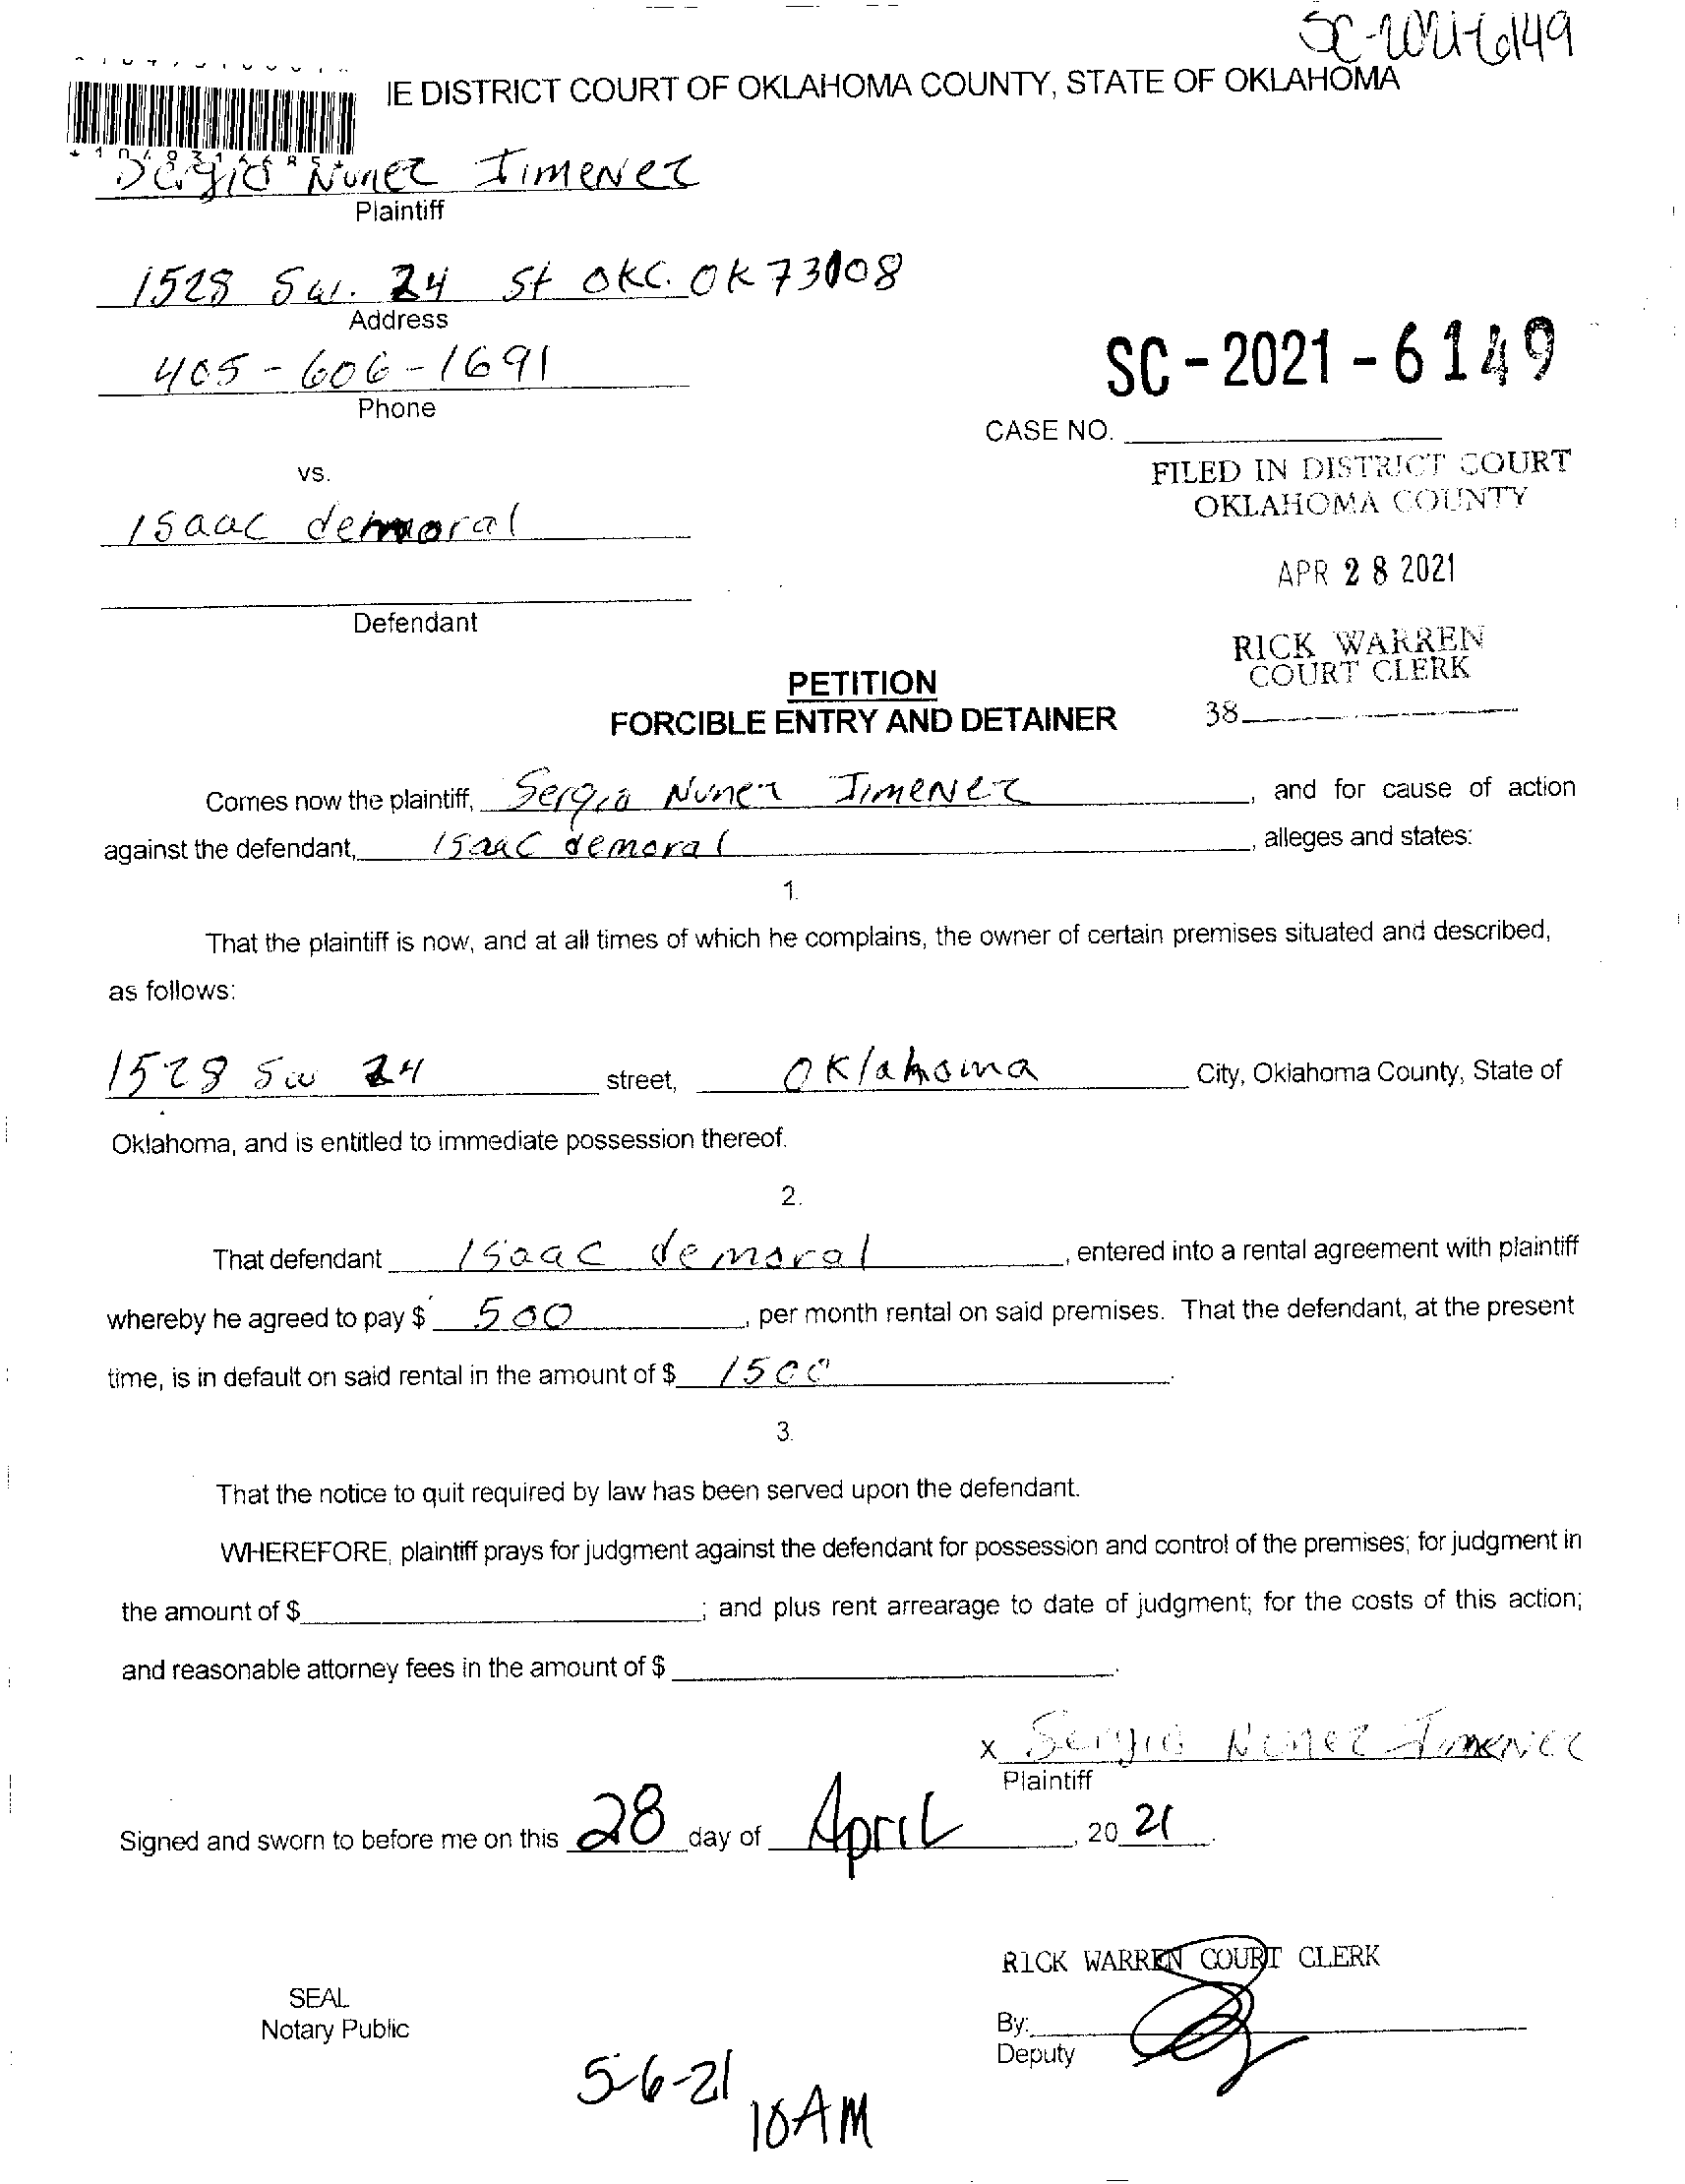 SC-2021-6149
IE DISTRICT COURT OF OKLAHOMA COUNTY, STATE OF OKLAHOMA
Sergio Nunez Jimenez
Plaintiff
1528 Sw. 24 St OKC. OK 73108
Address
405-606-1691
Phone
SC-2021-6149
CASE NO.
vs.
FILED IN DISTRICT COURT
OKLAHOMA COUNTY
Isaac demoral
APR 28 2021
Defendant
RICK WARREN
COURT CLERK
38
PETITION
FORCIBLE ENTRY AND DETAINER
Comes now the plaintiff, Sergio Nunez Jimenez, and for cause of action
against the defendant, Isaac demoral, alleges and states:
1.
That the plaintiff is now, and at all times of which he complains, the owner of certain premises situated and described,
as follows:
1528 Sw 24 street, Oklahoma City, Oklahoma County, State of
Oklahoma, and is entitled to immediate possession thereof.
2.
That defendant Isaac demoral, entered into a rental agreement with plaintiff
whereby he agreed to pay $ 500, per month rental on said premises. That the defendant, at the present
time, is in default on said rental in the amount of $ 1500.
3.
That the notice to quit required by law has been served upon the defendant.
WHEREFORE, plaintiff prays for judgment against the defendant for possession and control of the premises; for judgment in
the amount of $; and plus rent arrearage to date of judgment; for the costs of this action;
and reasonable attorney fees in the amount of $.
x Sergio Nunez Jimenez
Plaintiff
Signed and sworn to before me on this 28 day of April, 20 21.
RICK WARREN COURT CLERK
SEAL
Notary Public
By:
Deputy
5-6-21
10AM